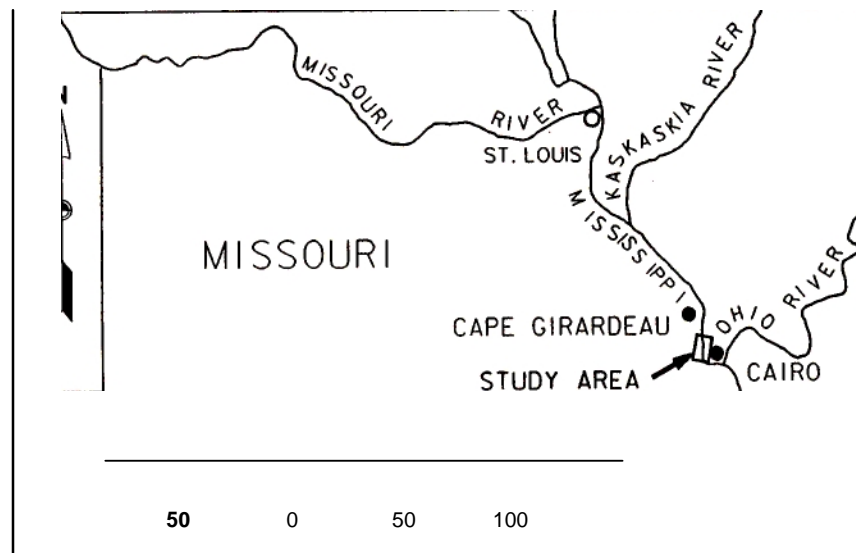 MISSOURI
RIVER
ST. LOUIS
KASKASKIA RIVER
MISSISSIPPI
MISSOURI
CAPE GIRARDEAU
OHIO RIVER
STUDY AREA
CAIRO
50 0 50 100